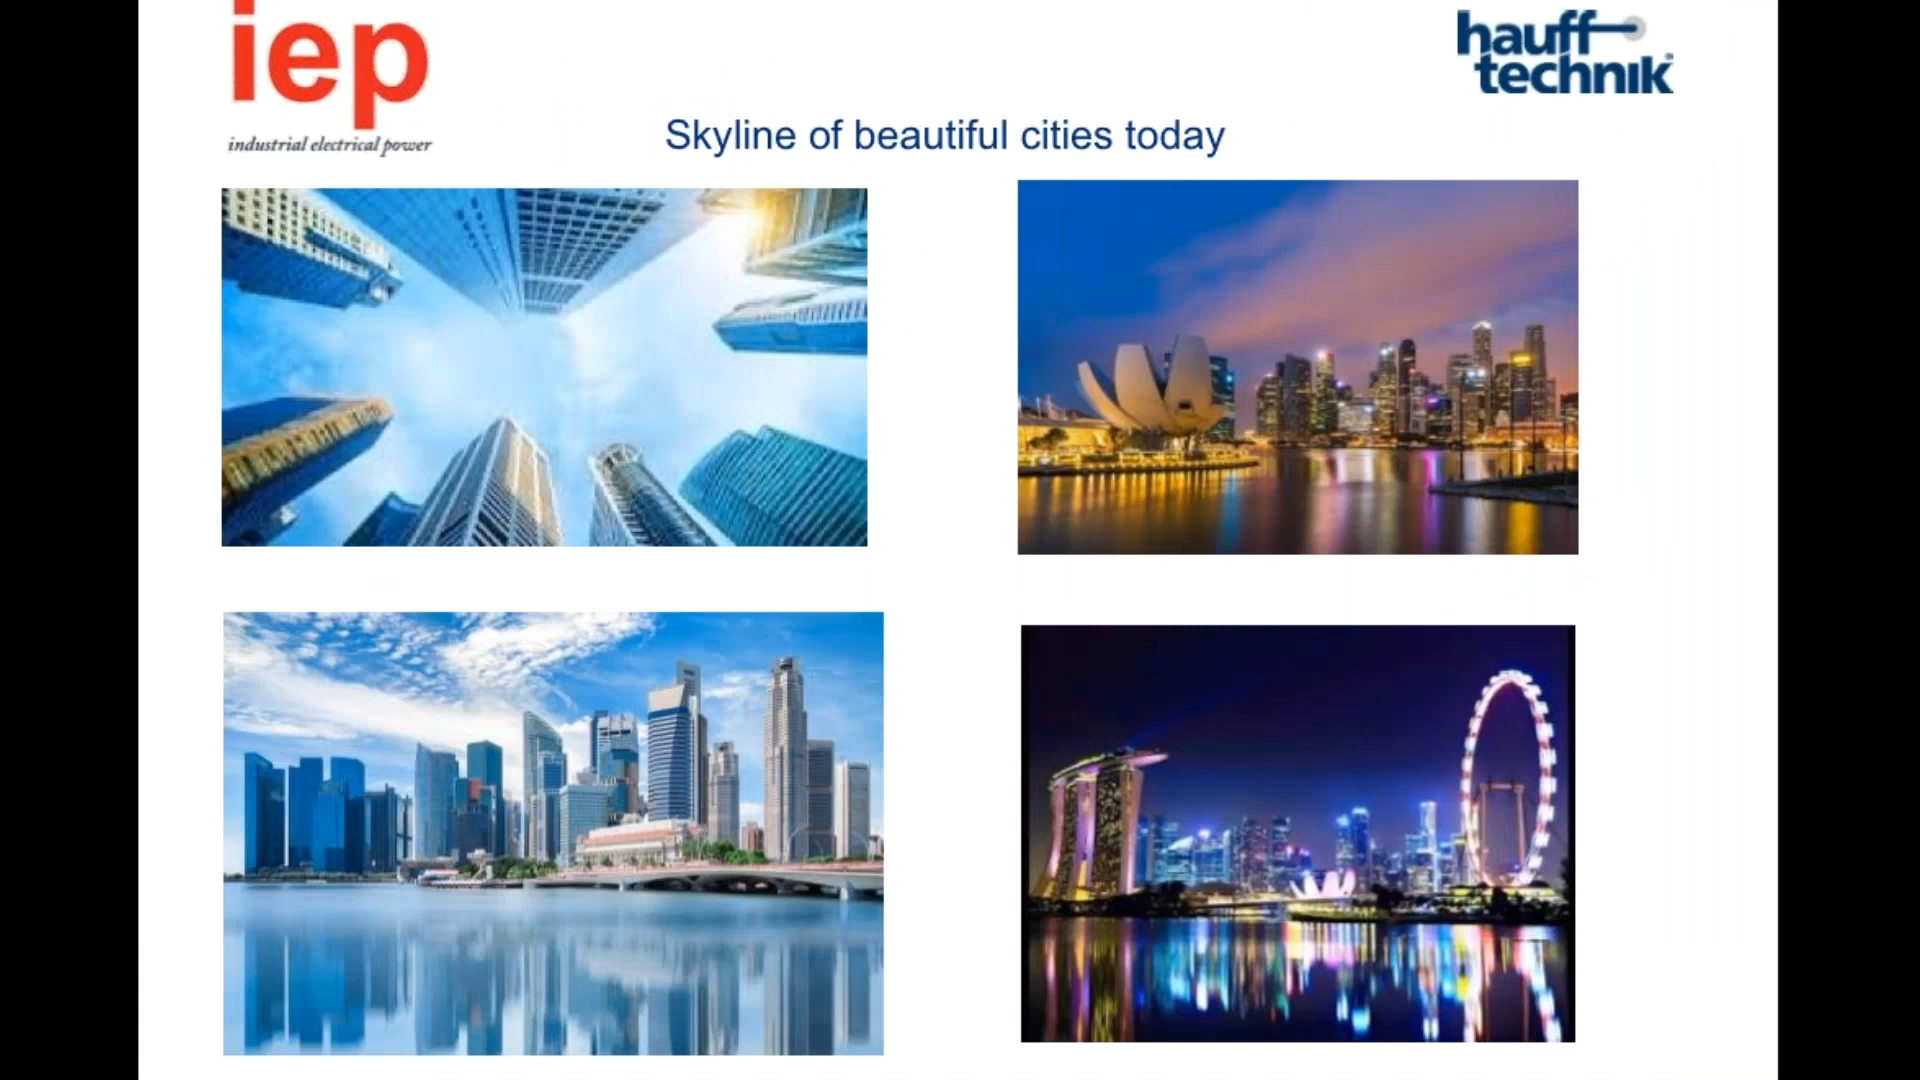 iep
industrial electrical power
hauff
technik
Skyline of beautiful cities today